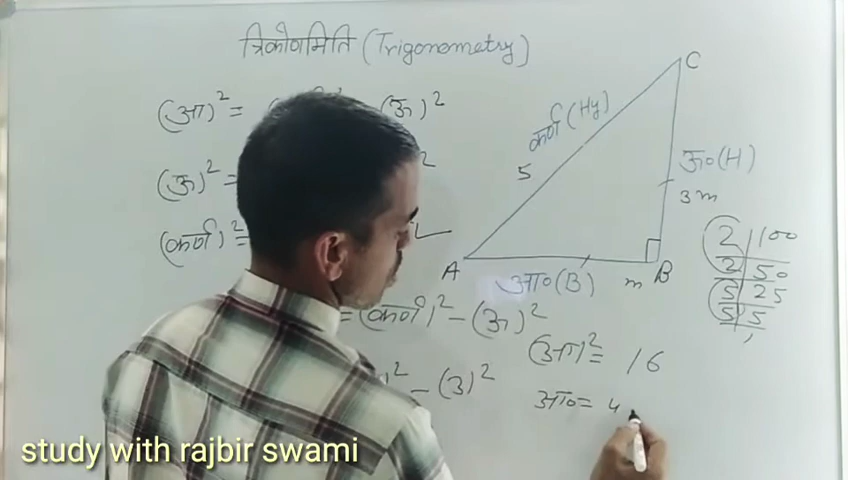 त्रिकोणमिति (Trigonometry)
(आ)² = (ऊ)²
(ऊ)² =
(कर्ण)² =
C
कर्ण (Hy)
5
ऊ० (H)
3 m
A
आ० (B)
m B
2 | 100
2 | 50
5 | 25
5 | 5
= (कर्ण)² – (ऊ)²
(आ)² = 16
² – (3)²
आ० = 4
study with rajbir swami